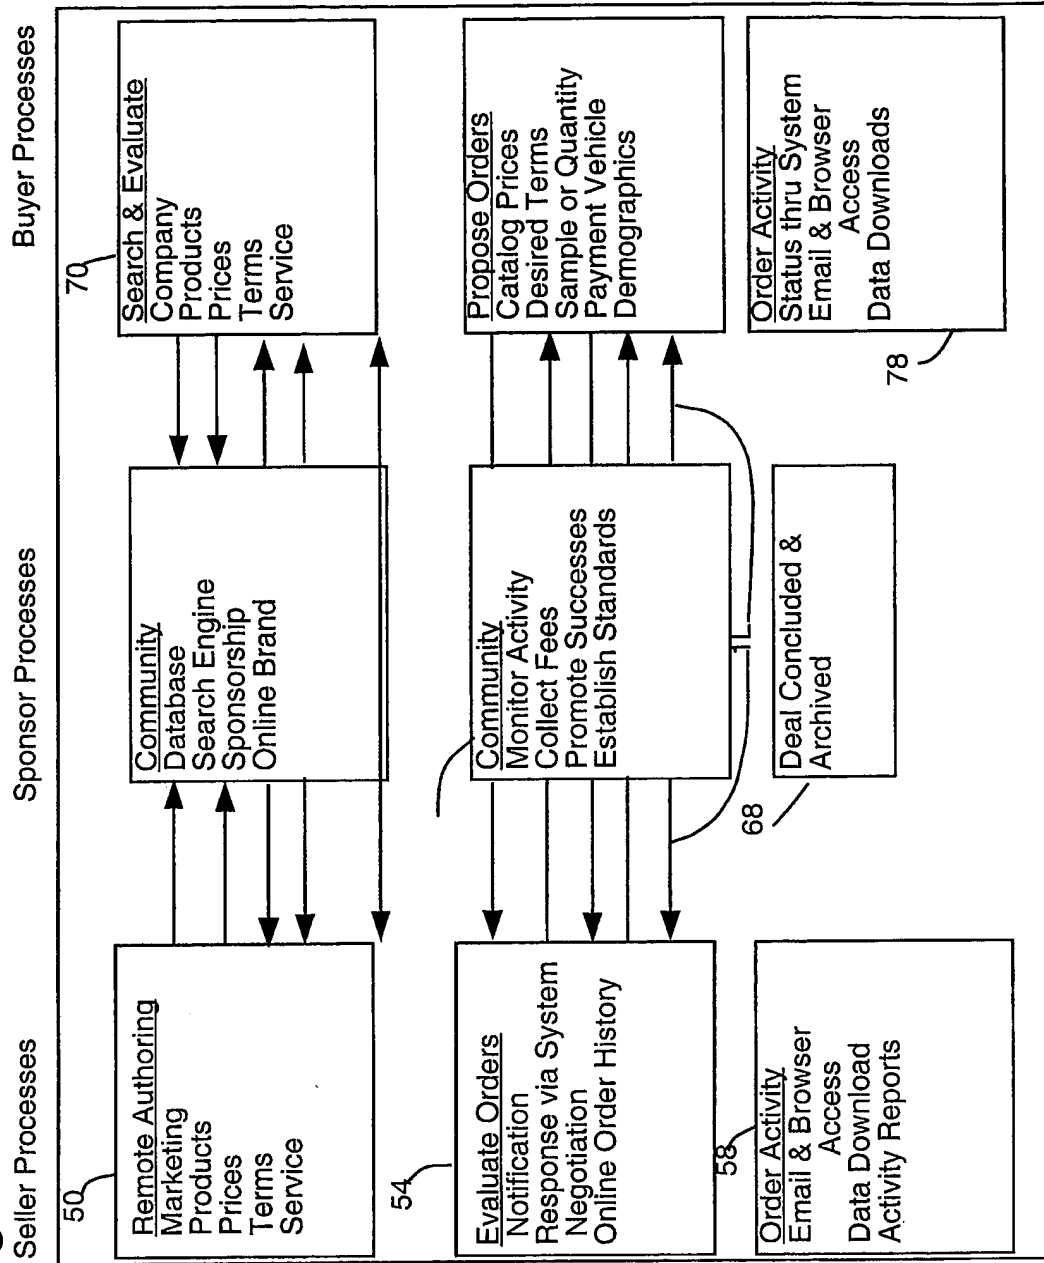 Seller Processes
Sponsor Processes
Buyer Processes
50
Remote Authoring
Marketing
Products
Prices
Terms
Service
Community
Database
Search Engine
Sponsorship
Online Brand
70
Search & Evaluate
Company
Products
Prices
Terms
Service
54
Evaluate Orders
Notification
Response via System
Negotiation
Online Order History
Community
Monitor Activity
Collect Fees
Promote Successes
Establish Standards
1L
Propose Orders
Catalog Prices
Desired Terms
Sample or Quantity
Payment Vehicle
Demographics
58
Order Activity
Email & Browser
Access
Data Download
Activity Reports
68
Deal Concluded &
Archived
78
Order Activity
Status thru System
Email & Browser
Access
Data Downloads